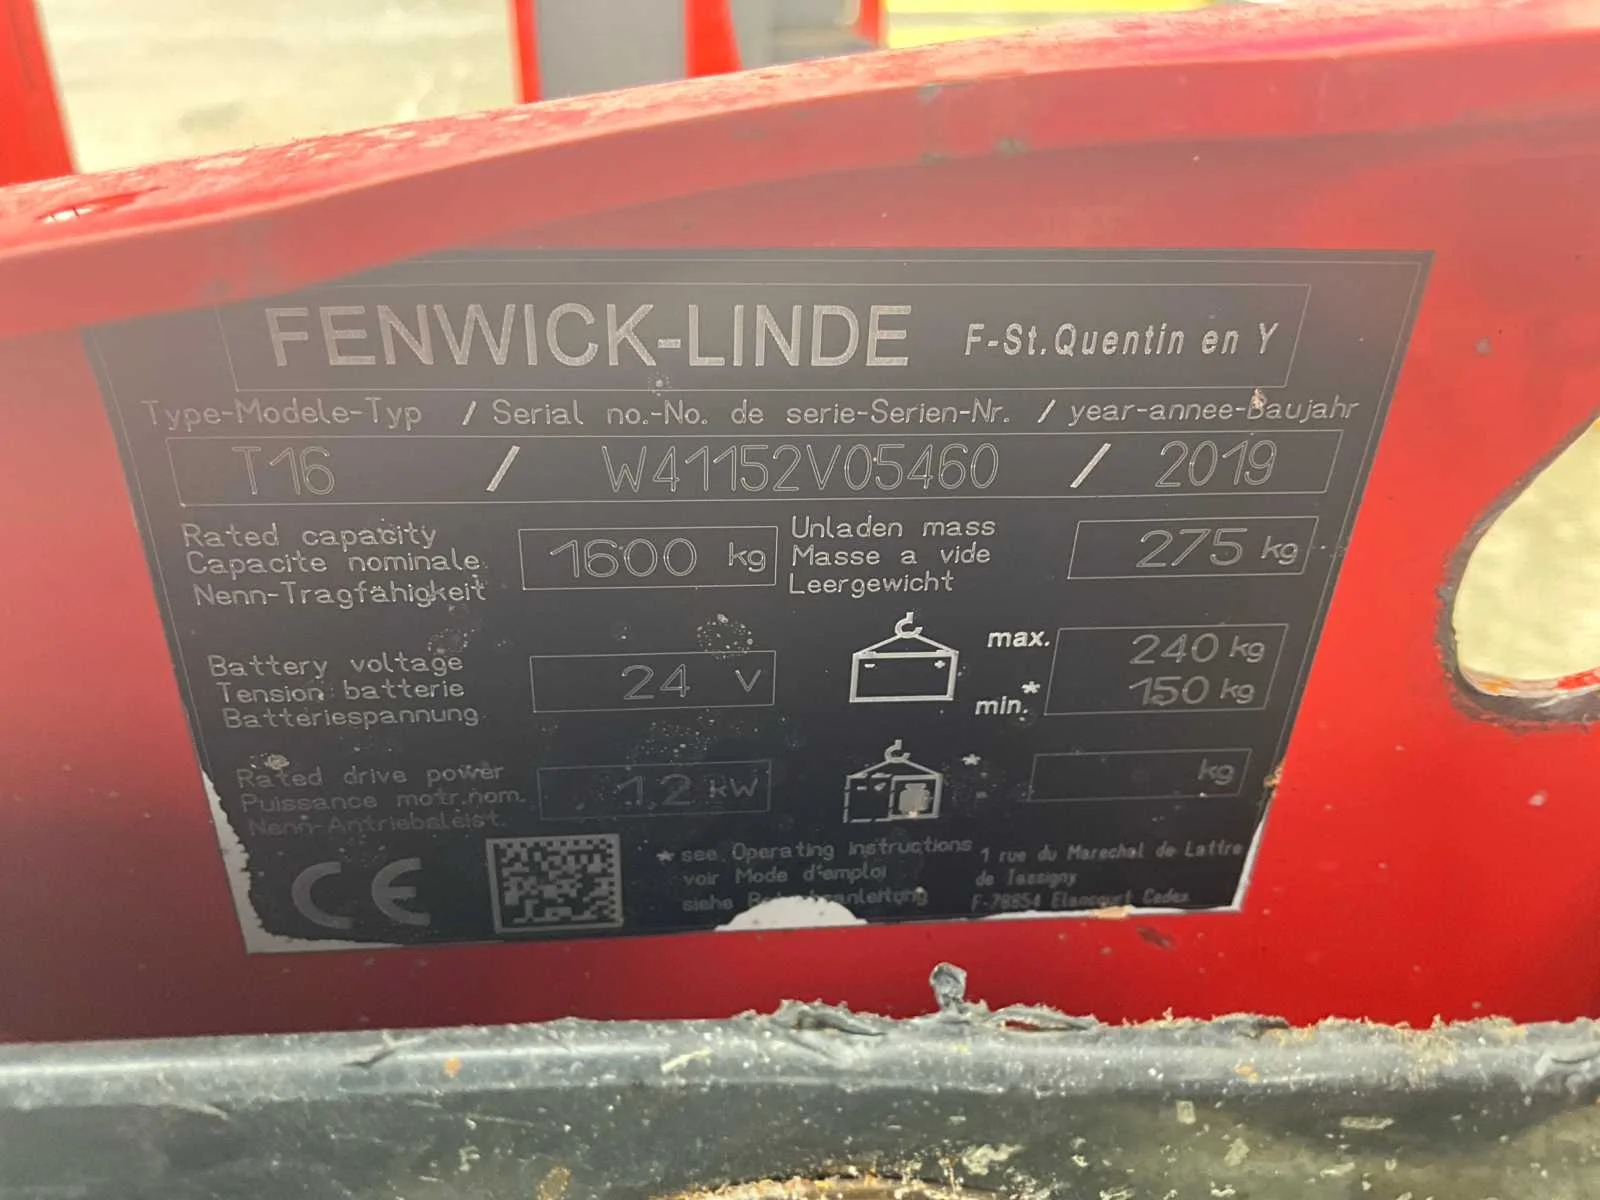 FENWICK-LINDE F-St.Quentin en Y
Type-Modele-Typ / Serial no.-No. de serie-Serien-Nr. / year-annee-Baujahr
T16 / W41152V05460 / 2019
Rated capacity
Capacite nominale
Nenn-Tragfähigkeit
1600 kg
Unladen mass
Masse a vide
Leergewicht
275 kg
Battery voltage
Tension batterie
Batteriespannung
24 V
max. 240 kg
min.* 150 kg
Rated drive power
Puissance motr.nom.
Nenn-Antriebsleist.
1,2 kW
* kg
CE
* see Operating Instructions
voir Mode d'emploi
siehe
1 rue du Marechal de Lattre
de Tassigny
F-78854 Elancourt Cedex